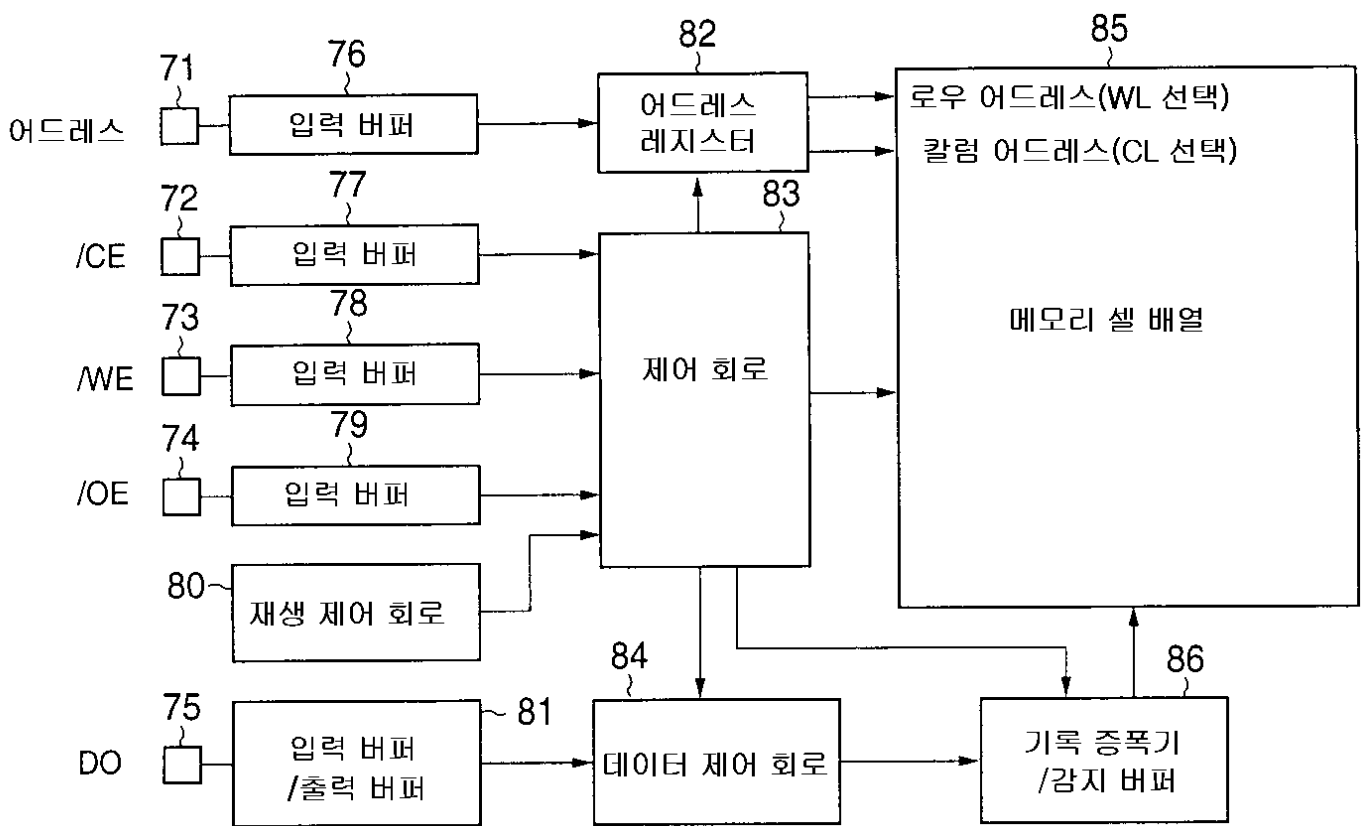 82
85
71
76
어드레스
입력 버퍼
어드레스
레지스터
로우 어드레스(WL 선택)
칼럼 어드레스(CL 선택)
72
77
83
/CE
입력 버퍼
73
78
/WE
입력 버퍼
제어 회로
메모리 셀 배열
74
79
/OE
입력 버퍼
80
재생 제어 회로
84
86
75
81
DO
입력 버퍼
/출력 버퍼
데이터 제어 회로
기록 증폭기
/감지 버퍼